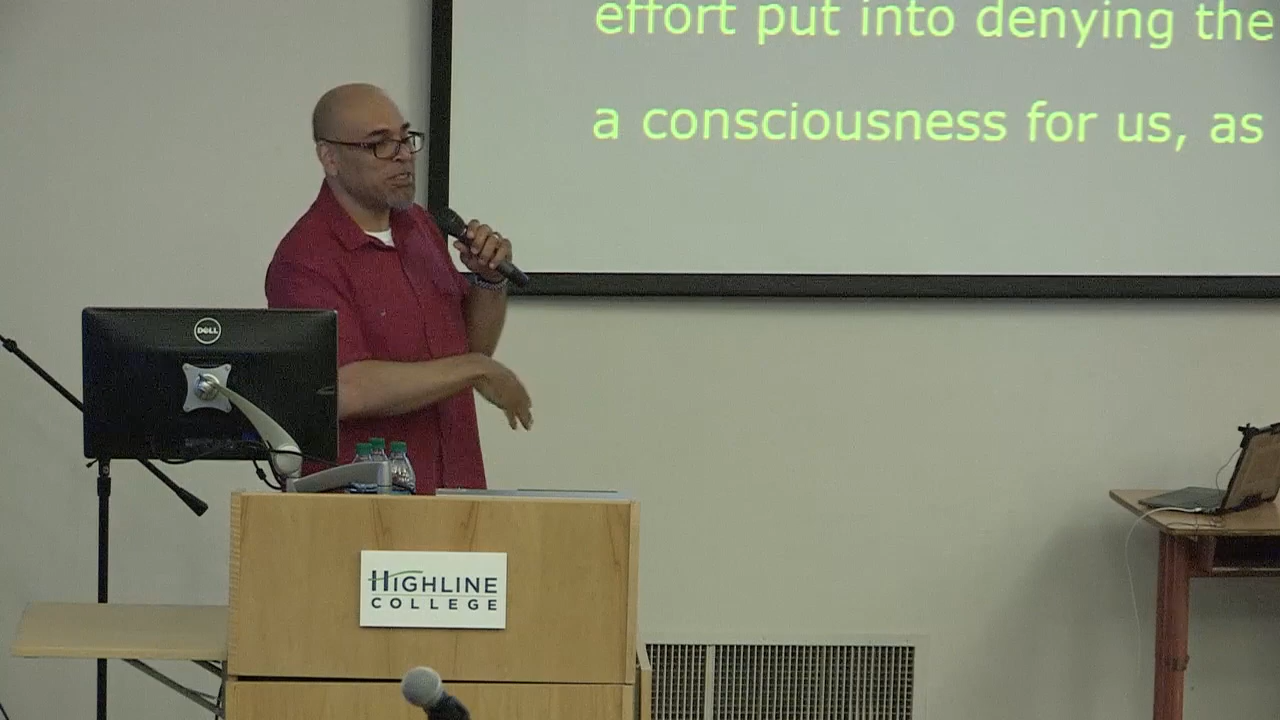 effort put into denying the
a consciousness for us, as
DELL
HIGHLINE
COLLEGE